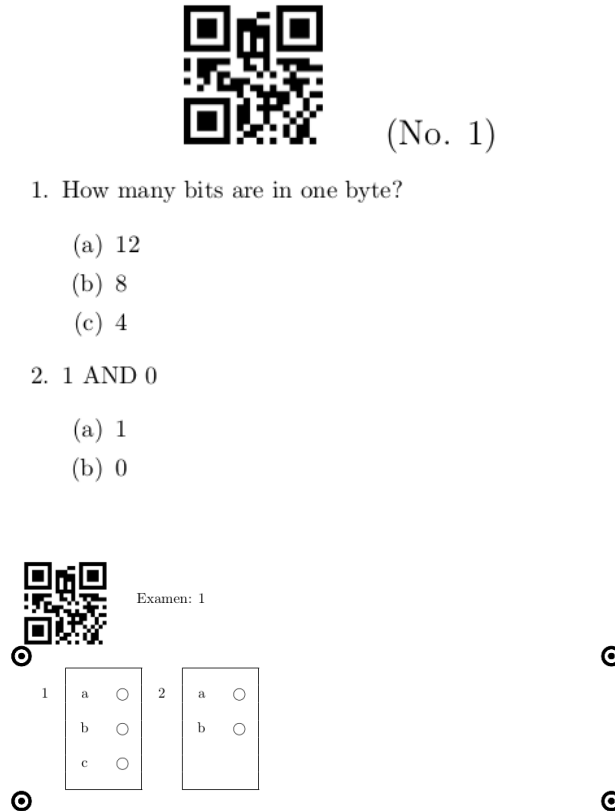 (No. 1)
1. How many bits are in one byte?
(a) 12
(b) 8
(c) 4
2. 1 AND 0
(a) 1
(b) 0
Examen: 1
1 a 2 a
b b
c